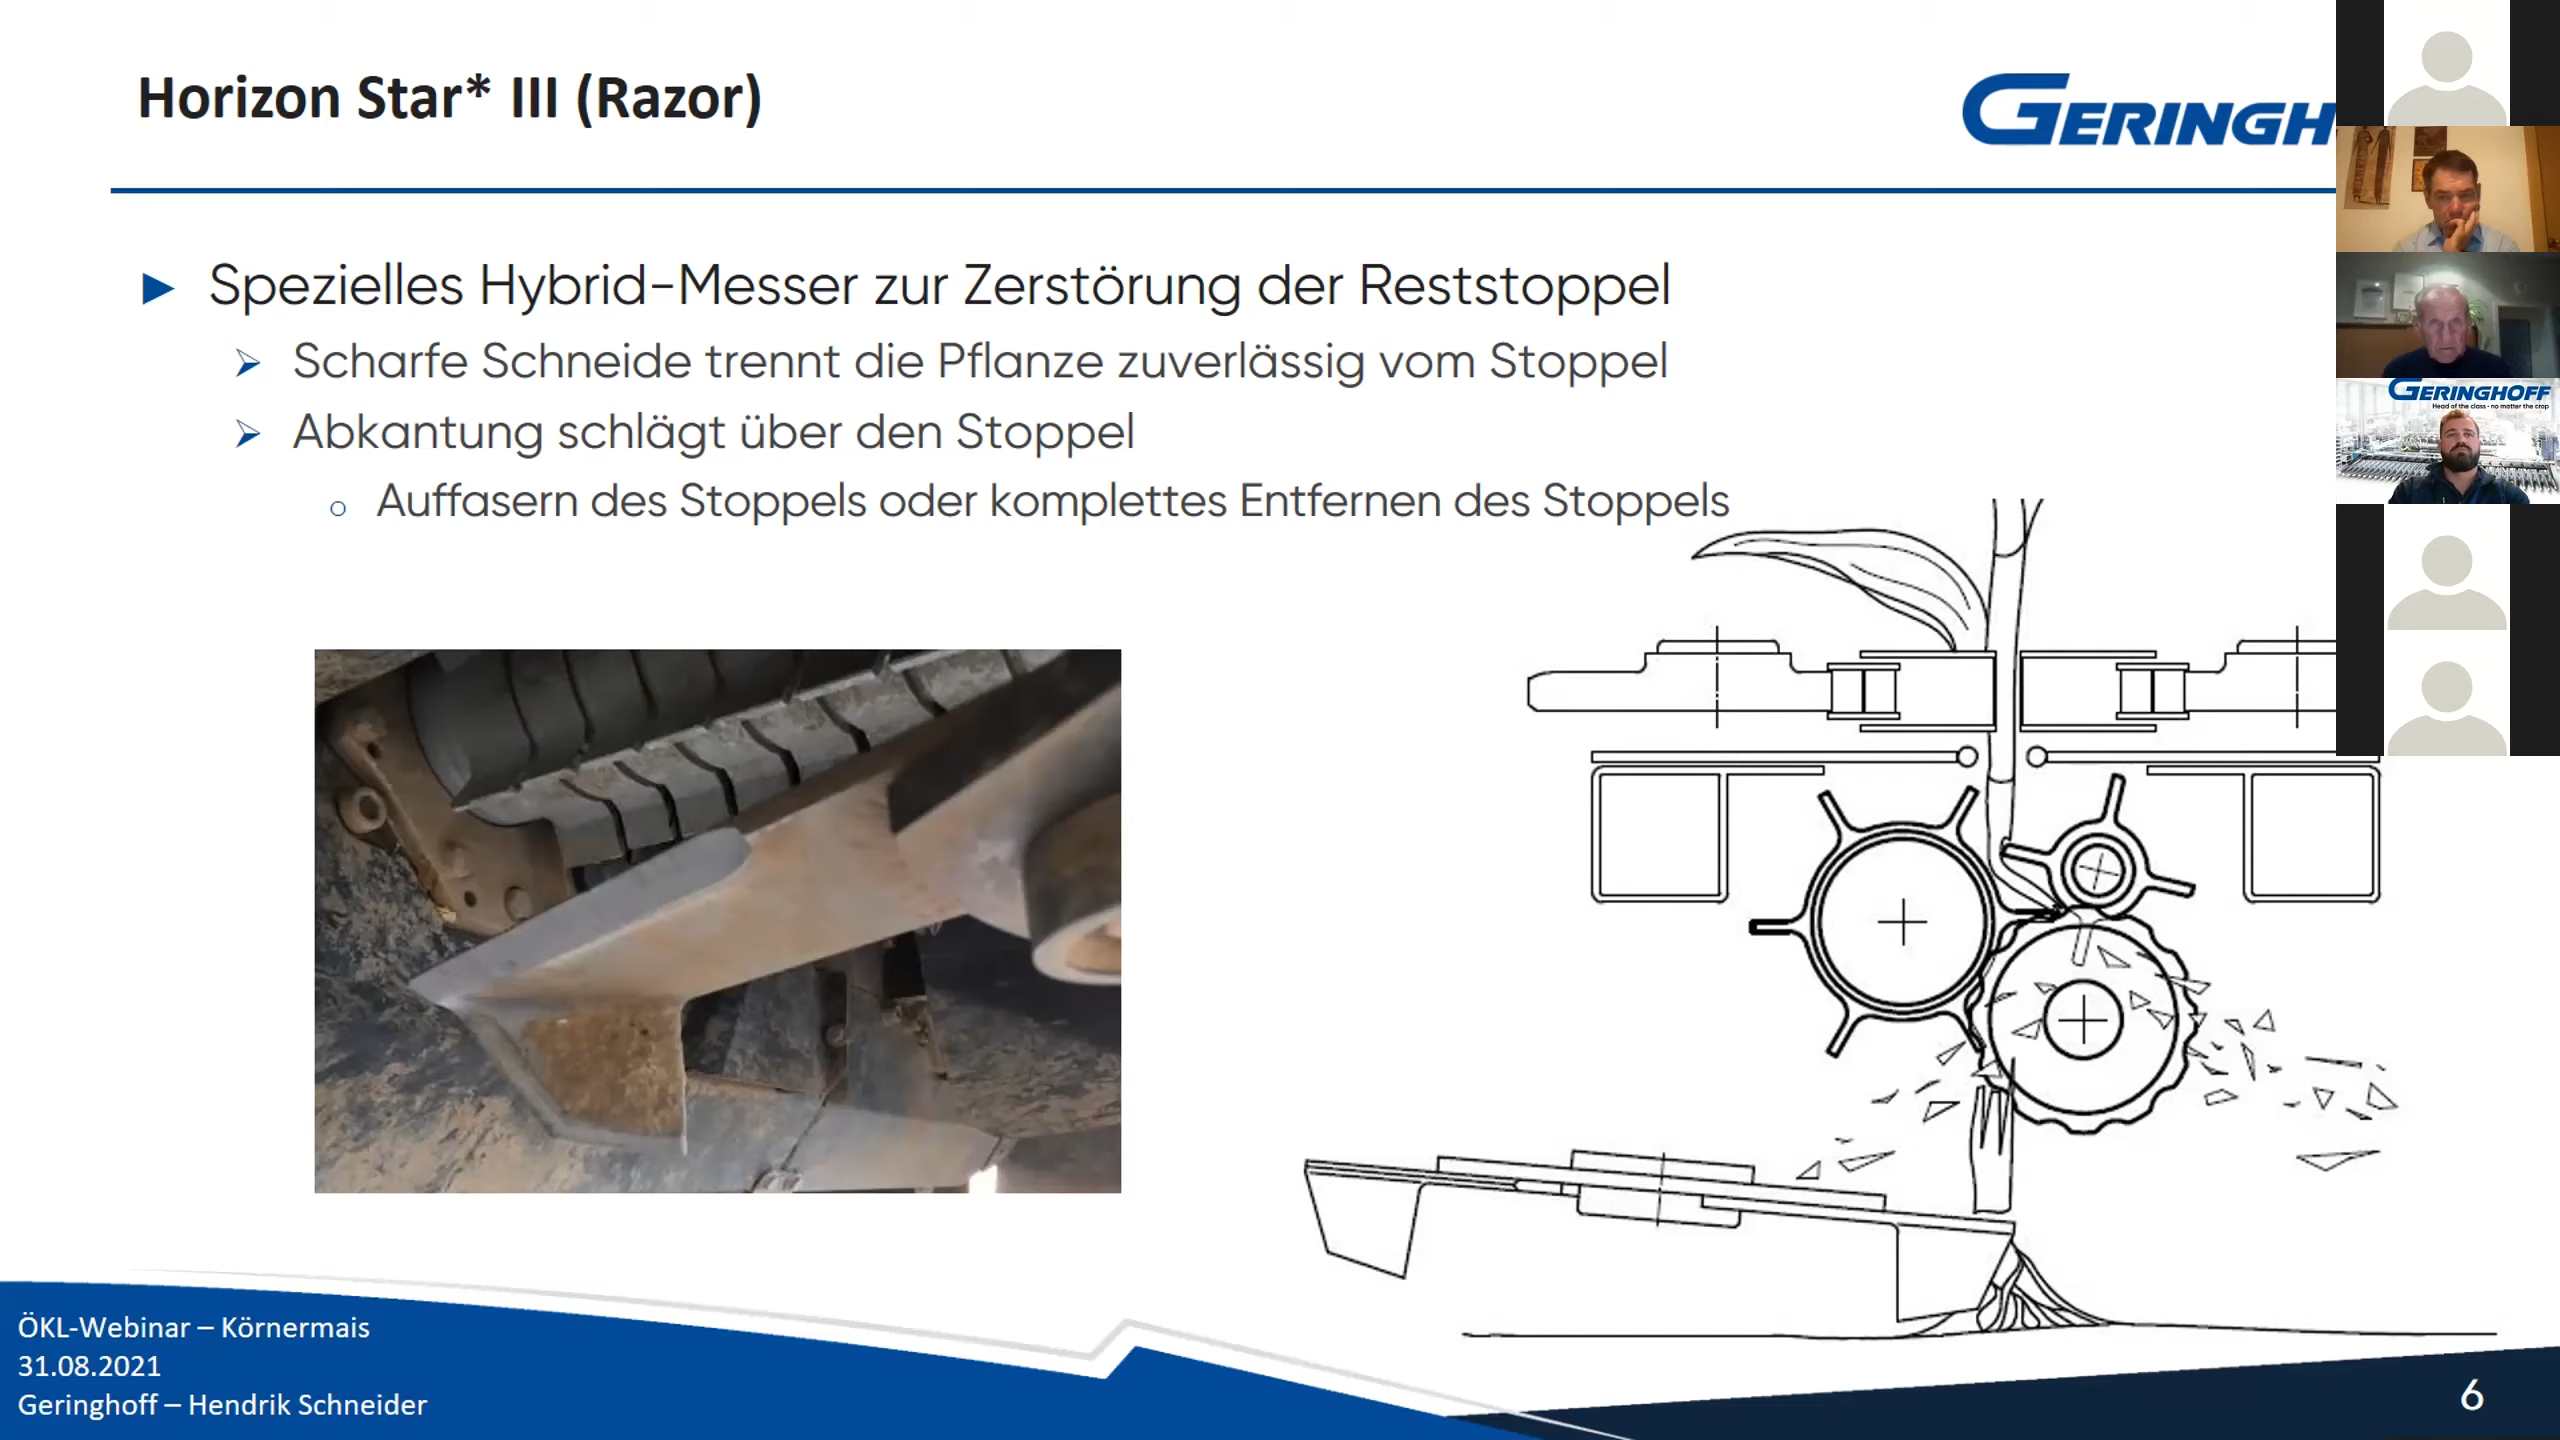 Horizon Star* III (Razor)
GERINGH
Spezielles Hybrid-Messer zur Zerstörung der Reststoppel
Scharfe Schneide trennt die Pflanze zuverlässig vom Stoppel
Abkantung schlägt über den Stoppel
Auffasern des Stoppels oder komplettes Entfernen des Stoppels
GERINGHOFF
Head of the class - no matter the crop
ÖKL-Webinar – Körnermais
31.08.2021
Geringhoff – Hendrik Schneider
6